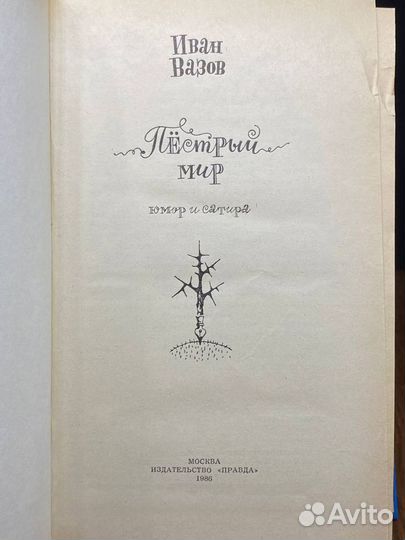 Иван
Вазов
Пёстрый
мир
юмор и сатира
МОСКВА
ИЗДАТЕЛЬСТВО «ПРАВДА»
1986
Avito